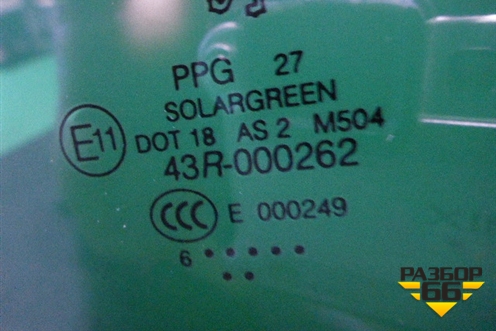 PPG 27
SOLARGREEN
E11 DOT 18 AS 2 M504
43R-000262
CCC E 000249
6 • • • • •
• •
РАЗБОР
66